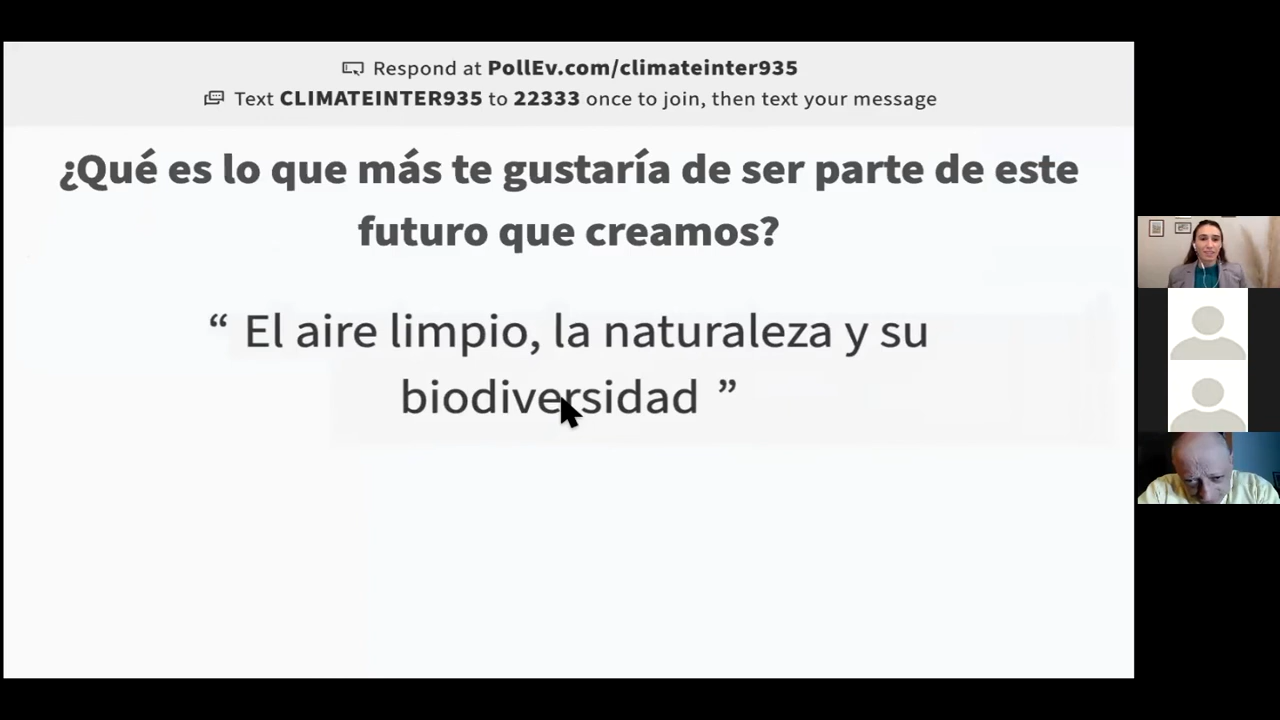 Respond at PollEv.com/climateinter935
Text CLIMATEINTER935 to 22333 once to join, then text your message
¿Qué es lo que más te gustaría de ser parte de este
futuro que creamos?
“ El aire limpio, la naturaleza y su
biodiversidad ”